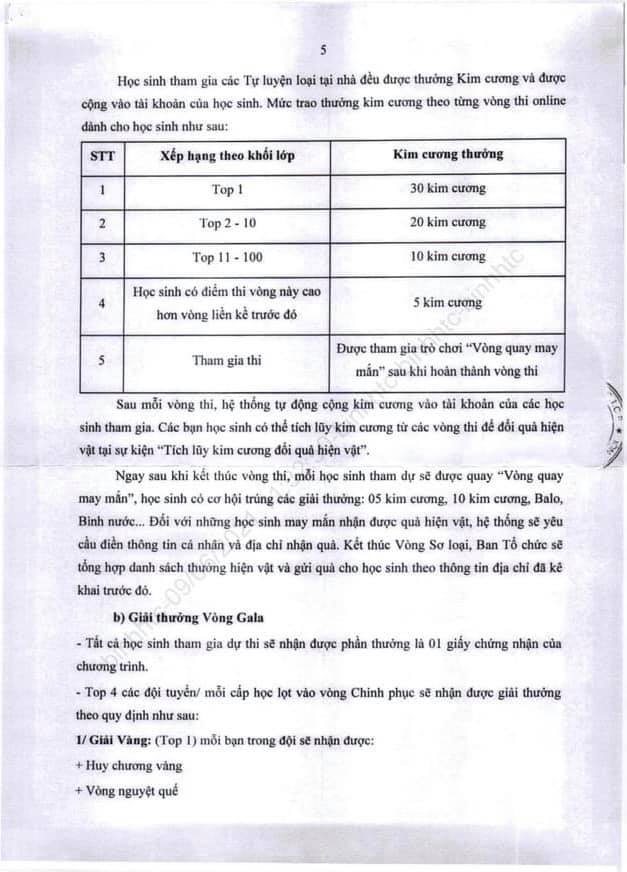 5
Học sinh tham gia các Tự luyện loại tại nhà đều được thưởng Kim cương và được
cộng vào tài khoản của học sinh. Mức trao thưởng kim cương theo từng vòng thi online
dành cho học sinh như sau:
STT Xếp hạng theo khối lớp Kim cương thưởng
1 Top 1 30 kim cương
2 Top 2 - 10 20 kim cương
3 Top 11 - 100 10 kim cương
4 Học sinh có điểm thi vòng này cao
hơn vòng liền kề trước đó 5 kim cương
5 Tham gia thi Được tham gia trò chơi “Vòng quay may
mắn” sau khi hoàn thành vòng thi
Sau mỗi vòng thi, hệ thống tự động cộng kim cương vào tài khoản của các học
sinh tham gia. Các bạn học sinh có thể tích lũy kim cương từ các vòng thi để đổi quà hiện
vật tại sự kiện “Tích lũy kim cương đổi quà hiện vật”.
Ngay sau khi kết thúc vòng thi, mỗi học sinh tham dự sẽ được quay “Vòng quay
may mắn”, học sinh có cơ hội trúng các giải thưởng: 05 kim cương, 10 kim cương, Balo,
Bình nước... Đối với những học sinh may mắn nhận được quà hiện vật, hệ thống sẽ yêu
cầu điền thông tin cá nhân và địa chỉ nhận quà. Kết thúc Vòng Sơ loại, Ban Tổ chức sẽ
tổng hợp danh sách thưởng hiện vật và gửi quà cho học sinh theo thông tin địa chỉ đã kê
khai trước đó.
b) Giải thưởng Vòng Gala
- Tất cả học sinh tham gia dự thi sẽ nhận được phần thưởng là 01 giấy chứng nhận của
chương trình.
- Top 4 các đội tuyển/ mỗi cấp học lọt vào vòng Chinh phục sẽ nhận được giải thưởng
theo quy định như sau:
1/ Giải Vàng: (Top 1) mỗi bạn trong đội sẽ nhận được:
+ Huy chương vàng
+ Vòng nguyệt quế